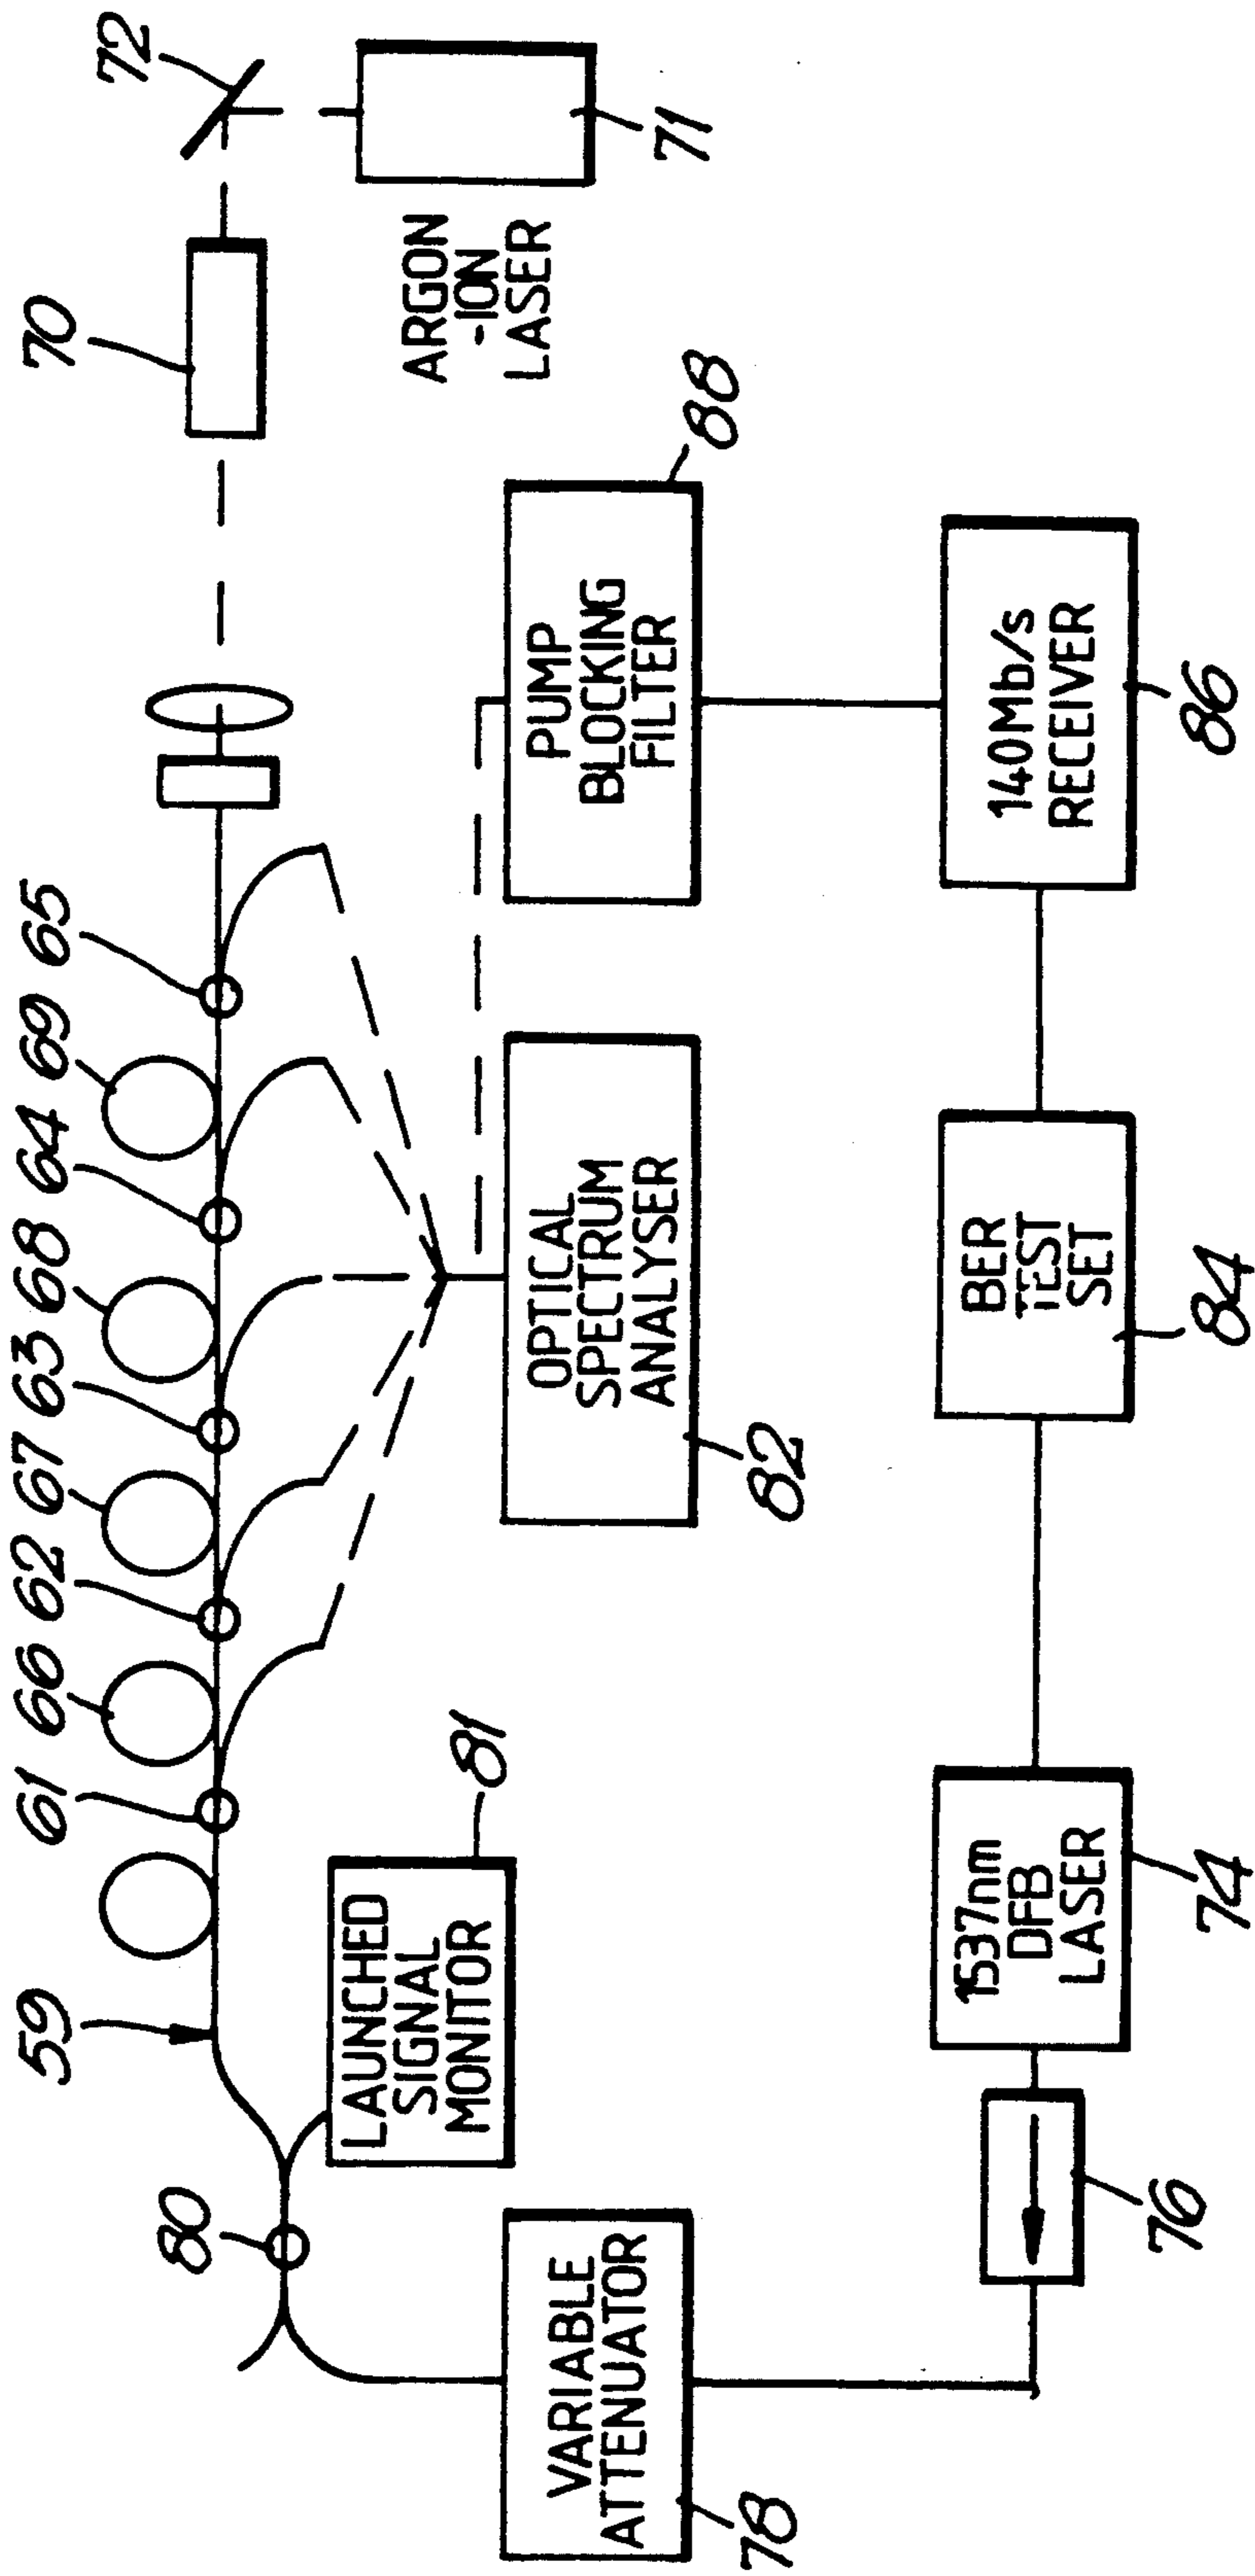 72
70
71
ARGON
-ION
LASER
59
61
66
62
67
63
68
64
69
65
80
81
LAUNCHED
SIGNAL
MONITOR
OPTICAL
SPECTRUM
ANALYSER
82
PUMP
BLOCKING
FILTER
88
VARIABLE
ATTENUATOR
78
76
1537nm
DFB
LASER
74
BER
TEST
SET
84
140Mb/s
RECEIVER
86